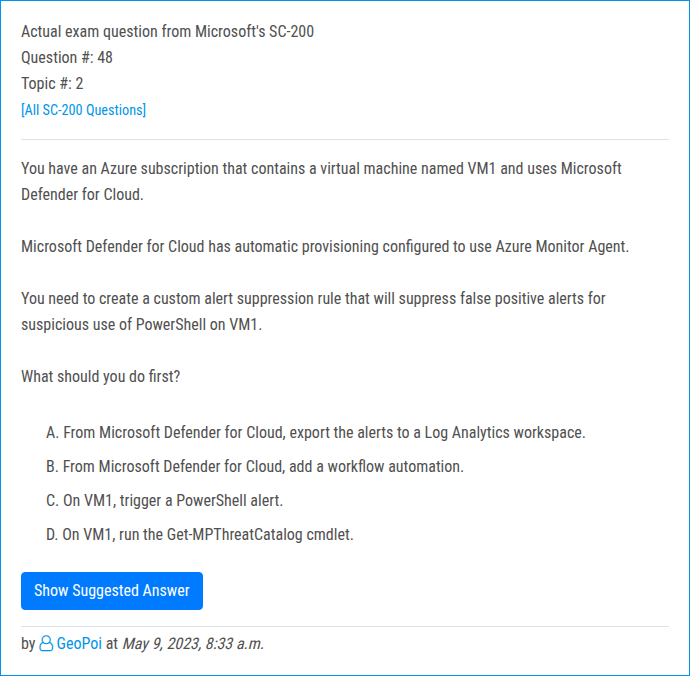 Actual exam question from Microsoft's SC-200
Question #: 48
Topic #: 2
[All SC-200 Questions]
You have an Azure subscription that contains a virtual machine named VM1 and uses Microsoft
Defender for Cloud.
Microsoft Defender for Cloud has automatic provisioning configured to use Azure Monitor Agent.
You need to create a custom alert suppression rule that will suppress false positive alerts for
suspicious use of PowerShell on VM1.
What should you do first?
A. From Microsoft Defender for Cloud, export the alerts to a Log Analytics workspace.
B. From Microsoft Defender for Cloud, add a workflow automation.
C. On VM1, trigger a PowerShell alert.
D. On VM1, run the Get-MPThreatCatalog cmdlet.
Show Suggested Answer
by GeoPoi at May 9, 2023, 8:33 a.m.